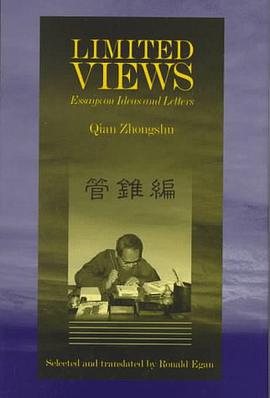 LIMITED
VIEWS
Essays on Ideas and Letters
Qian Zhongshu
管錐編
Selected and translated by Ronald Egan